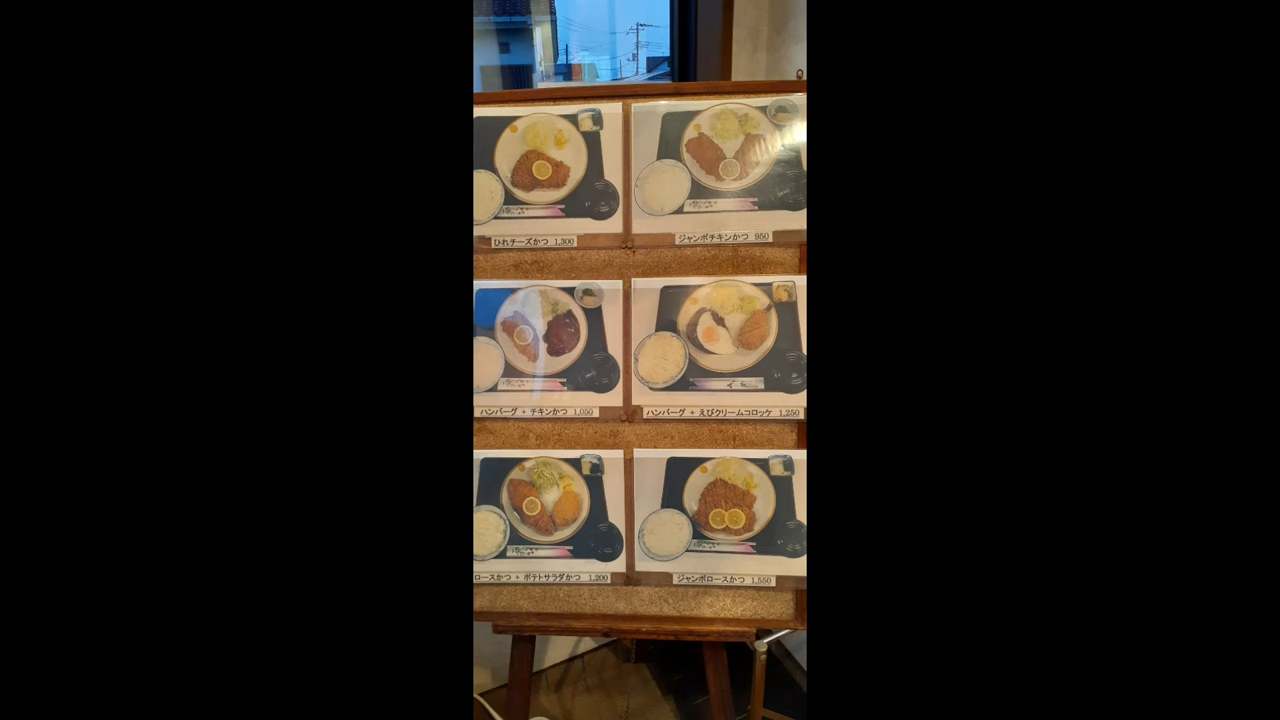 ひれチーズかつ 1,300
ジャンボチキンかつ 950
ハンバーグ + チキンかつ 1,050
ハンバーグ + えびクリームコロッケ 1,250
ロースかつ + ポテトサラダかつ 1,200
ジャンボロースかつ 1,550